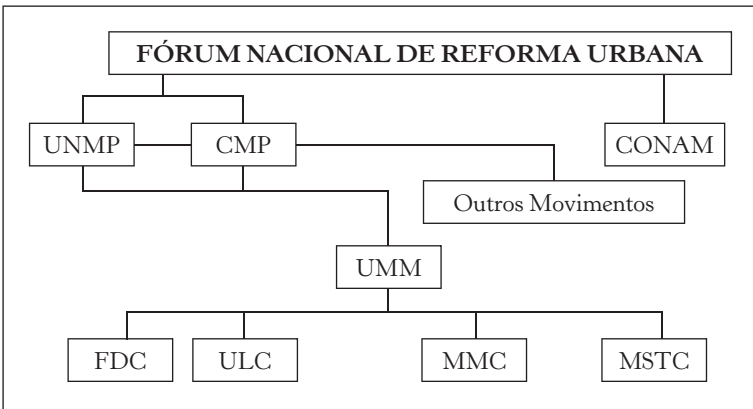 FÓRUM NACIONAL DE REFORMA URBANA
UNMP
CMP
CONAM
Outros Movimentos
UMM
FDC
ULC
MMC
MSTC